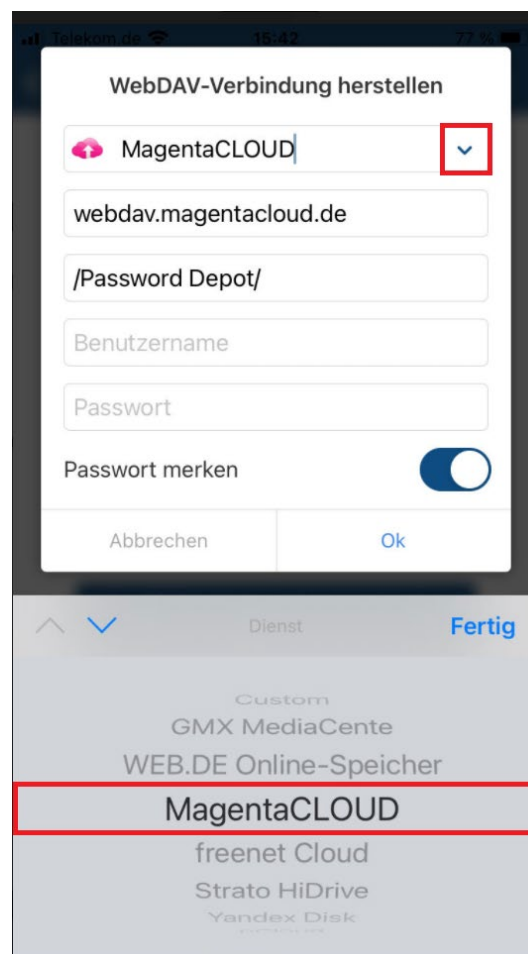 Telekom.de 15:42 77 %
WebDAV-Verbindung herstellen
MagentaCLOUD
webdav.magentacloud.de
/Password Depot/
Benutzername
Passwort
Passwort merken
Abbrechen Ok
Dienst Fertig
Custom
GMX MediaCente
WEB.DE Online-Speicher
MagentaCLOUD
freenet Cloud
Strato HiDrive
Yandex Disk